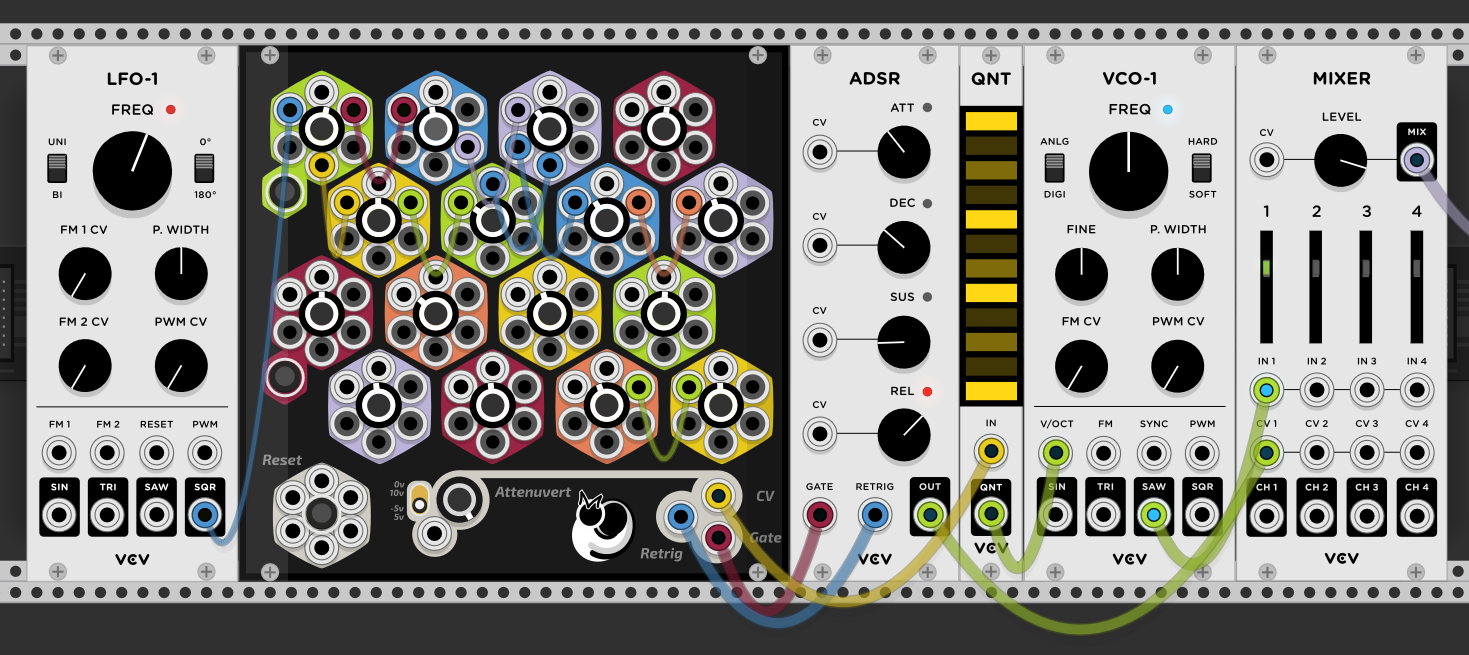 LFO-1
FREQ
UNI
0°
BI
180°
FM 1 CV
P. WIDTH
FM 2 CV
PWM CV
FM 1
FM 2
RESET
PWM
SIN
TRI
SAW
SQR
VCV
Reset
0v
10v
-5v
5v
Attenuvert
CV
Gate
Retrig
ADSR
ATT
CV
DEC
CV
SUS
CV
REL
CV
GATE
RETRIG
OUT
VCV
QNT
IN
QNT
VCV
VCO-1
FREQ
ANLG
HARD
DIGI
SOFT
FINE
P. WIDTH
FM CV
PWM CV
V/OCT
FM
SYNC
PWM
SIN
TRI
SAW
SQR
VCV
MIXER
LEVEL
CV
MIX
1
2
3
4
IN 1
IN 2
IN 3
IN 4
CV 1
CV 2
CV 3
CV 4
CH 1
CH 2
CH 3
CH 4
VCV